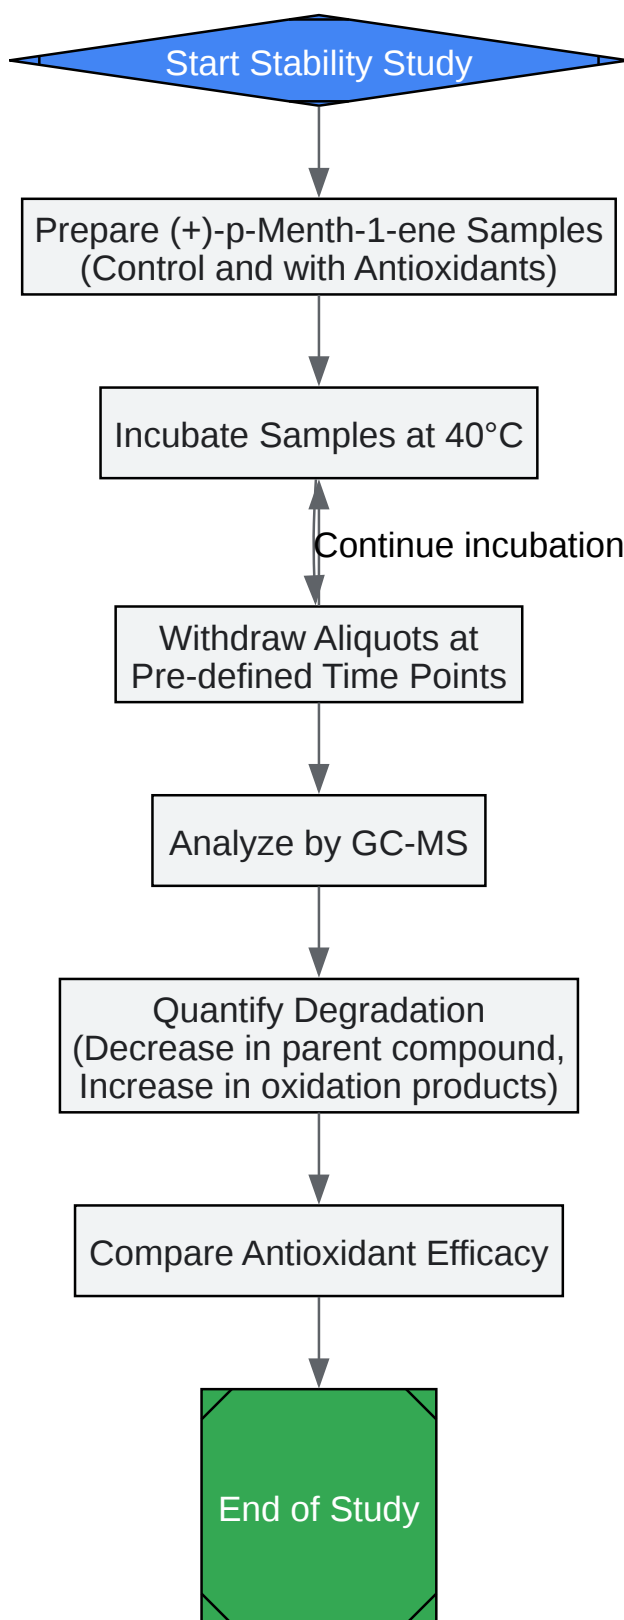 Start Stability Study
Prepare (+)-p-Menth-1-ene Samples
(Control and with Antioxidants)
Incubate Samples at 40°C
Continue incubation
Withdraw Aliquots at
Pre-defined Time Points
Analyze by GC-MS
Quantify Degradation
(Decrease in parent compound,
Increase in oxidation products)
Compare Antioxidant Efficacy
End of Study